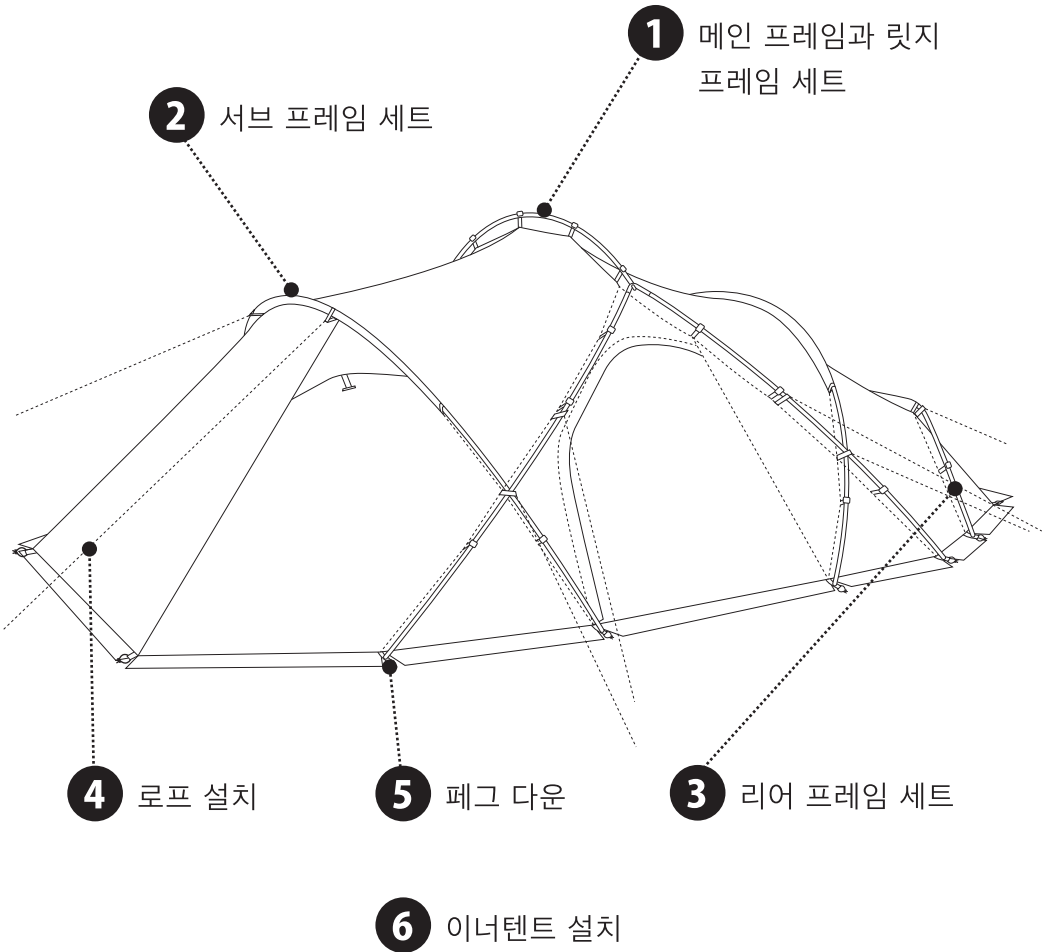 1 메인 프레임과 릿지
프레임 세트
2 서브 프레임 세트
4 로프 설치
5 페그 다운
3 리어 프레임 세트
6 이너텐트 설치